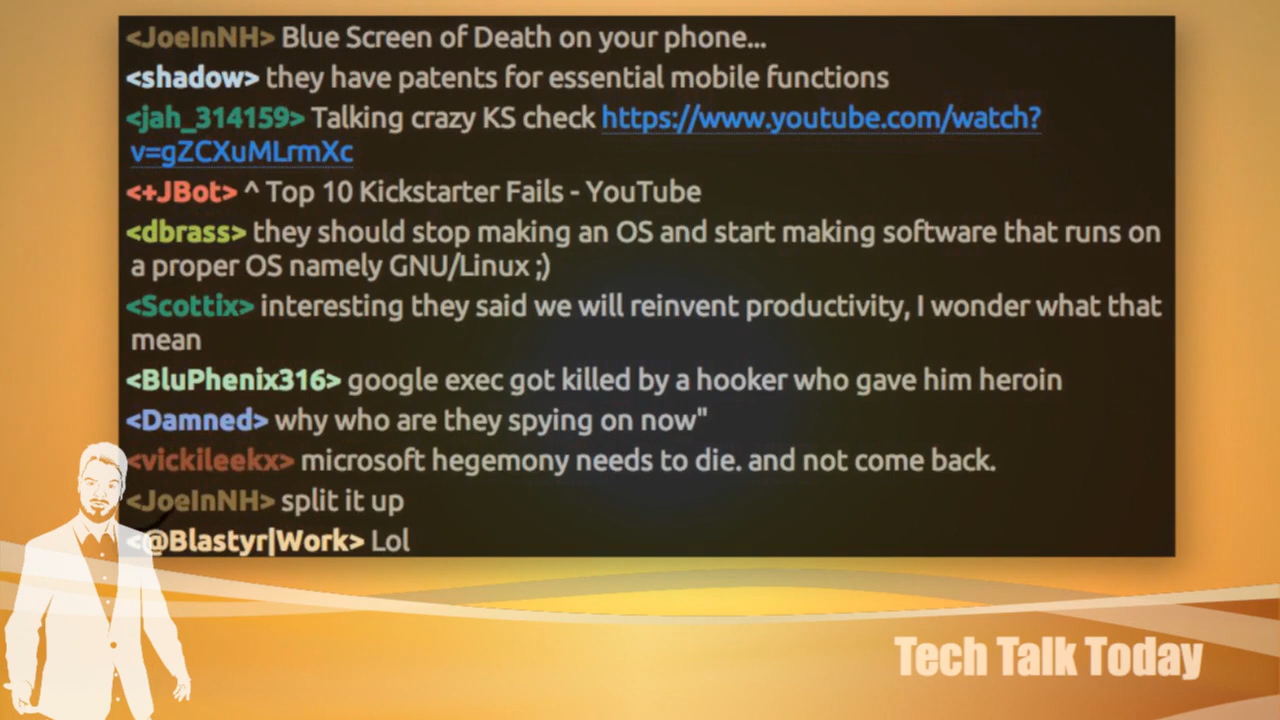 <JoeInNH> Blue Screen of Death on your phone...
<shadow> they have patents for essential mobile functions
<jah_314159> Talking crazy KS check https://www.youtube.com/watch?
v=gZCXuMLrmXc
<+JBot> ^ Top 10 Kickstarter Fails - YouTube
<dbrass> they should stop making an OS and start making software that runs on
a proper OS namely GNU/Linux ;)
<Scottix> interesting they said we will reinvent productivity, I wonder what that
mean
<BluPhenix316> google exec got killed by a hooker who gave him heroin
<Damned> why who are they spying on now"
<vickileekx> microsoft hegemony needs to die. and not come back.
<JoeInNH> split it up
<@Blastyr|Work> Lol
Tech Talk Today